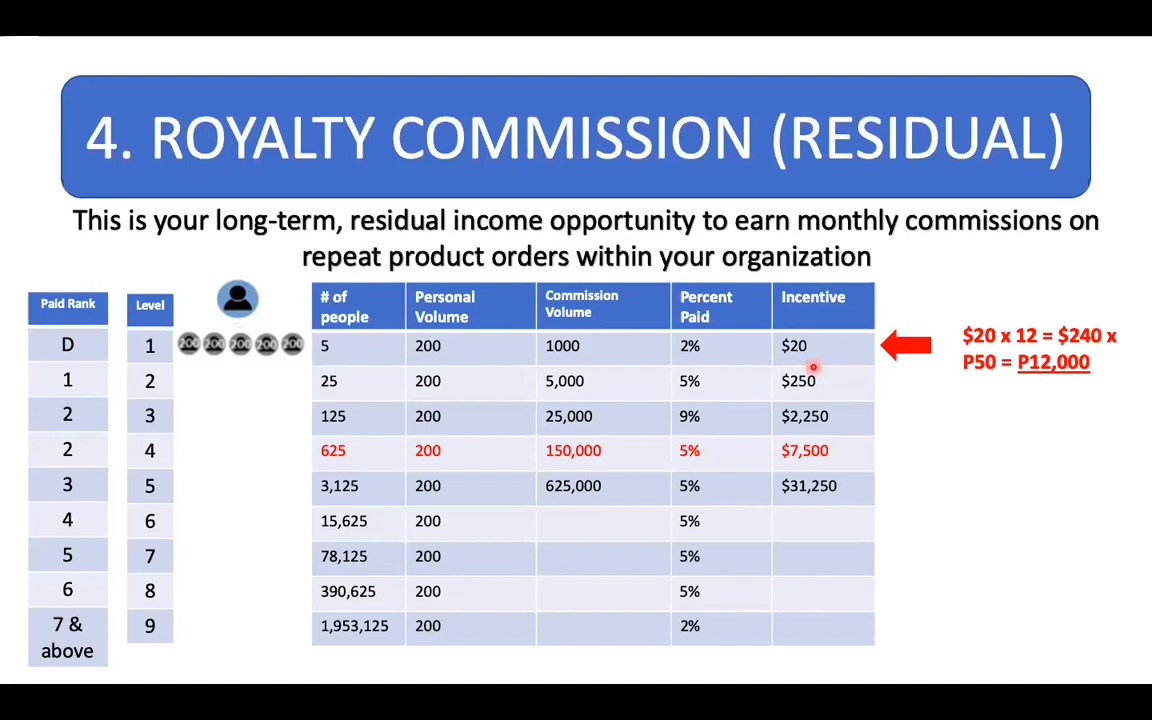 4. ROYALTY COMMISSION (RESIDUAL)
This is your long-term, residual income opportunity to earn monthly commissions on
repeat product orders within your organization
Paid Rank
Level
# of people
Personal Volume
Commission Volume
Percent Paid
Incentive
D 1 200 200 200 200 200 5 200 1000 2% $20
1 2 25 200 5,000 5% $250
2 3 125 200 25,000 9% $2,250
2 4 625 200 150,000 5% $7,500
3 5 3,125 200 625,000 5% $31,250
4 6 15,625 200 5%
5 7 78,125 200 5%
6 8 390,625 200 5%
7 & above 9 1,953,125 200 2%
$20 x 12 = $240 x
P50 = P12,000